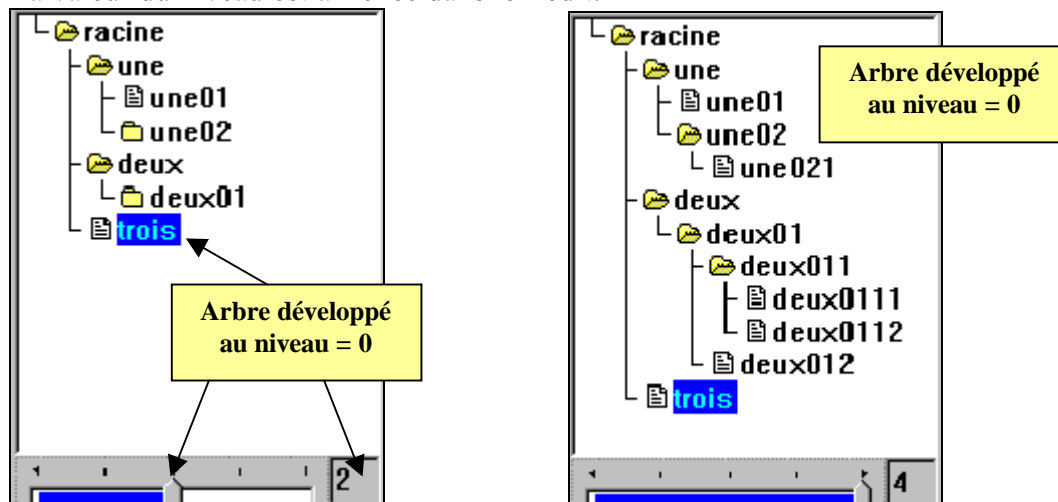 racine
une
une01
une02
deux
deux01
trois
Arbre développé
au niveau = 0
2
racine
une
une01
une02
une021
deux
deux01
deux011
deux0111
deux0112
deux012
trois
Arbre développé
au niveau = 0
4